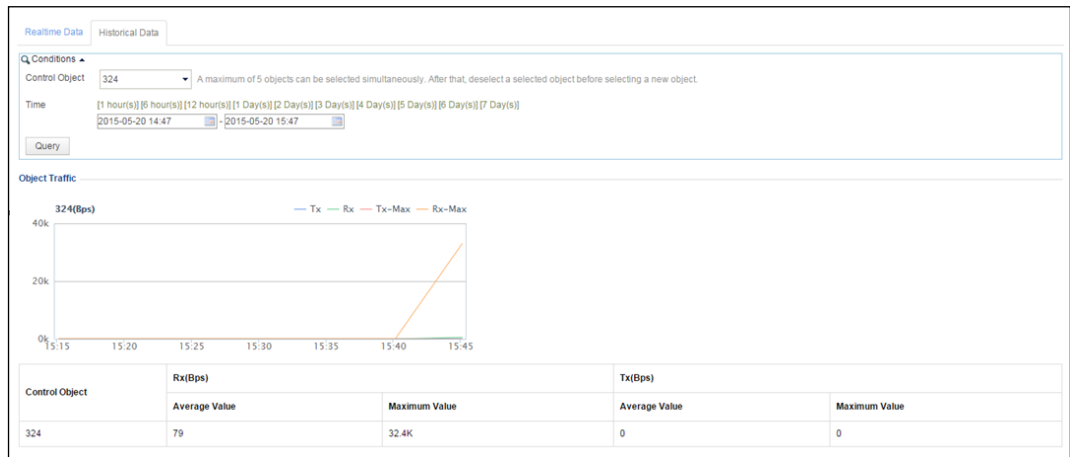 Realtime Data Historical Data
Conditions
Control Object 324 A maximum of 5 objects can be selected simultaneously. After that, deselect a selected object before selecting a new object.
Time [1 hour(s)] [6 hour(s)] [12 hour(s)] [1 Day(s)] [2 Day(s)] [3 Day(s)] [4 Day(s)] [5 Day(s)] [6 Day(s)] [7 Day(s)]
2015-05-20 14:47 - 2015-05-20 15:47
Query
Object Traffic
324(Bps) Tx Rx Tx-Max Rx-Max
40k
20k
0k
15:15 15:20 15:25 15:30 15:35 15:40 15:45
Control Object Rx(Bps) Tx(Bps)
Average Value Maximum Value Average Value Maximum Value
324 79 32.4K 0 0